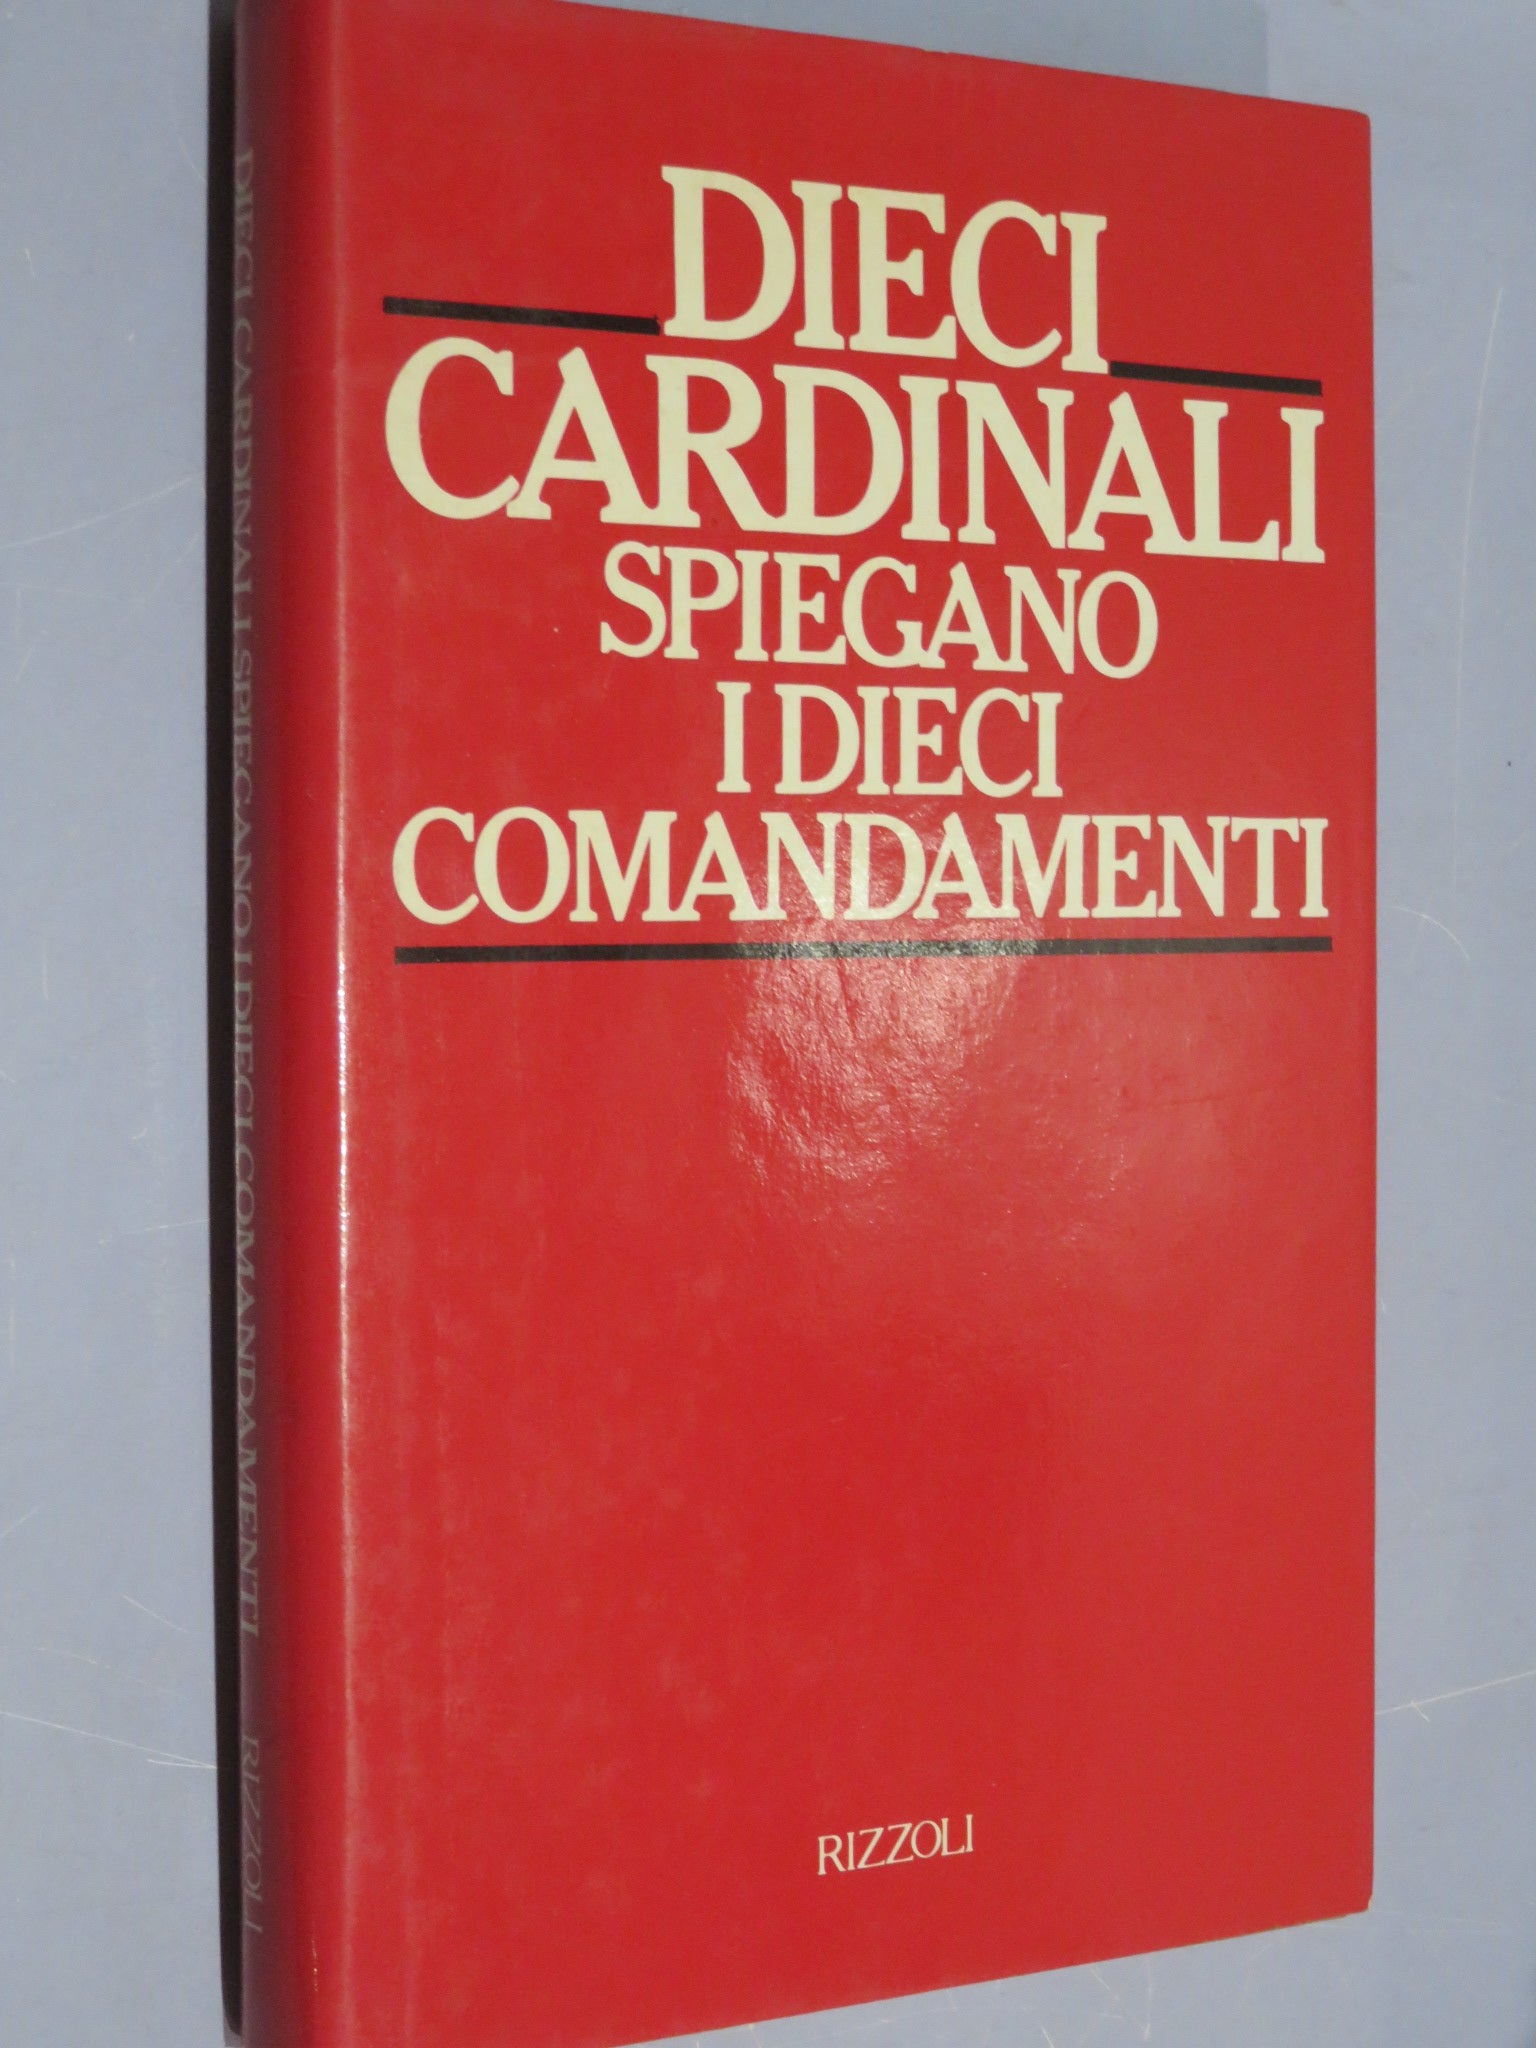 DIECI
CARDINALI
SPIEGANO
I DIECI
COMANDAMENTI
RIZZOLI
DIECI CARDINALI SPIEGANO I DIECI COMANDAMENTI RIZZOLI